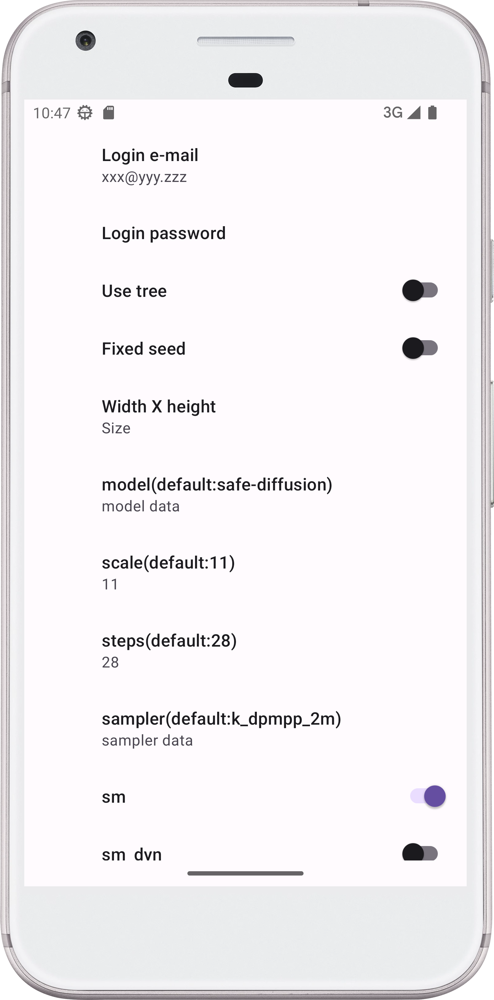 10:47 3G
Login e-mail
xxx@yyy.zzz
Login password
Use tree
Fixed seed
Width X height
Size
model(default:safe-diffusion)
model data
scale(default:11)
11
steps(default:28)
28
sampler(default:k_dpmpp_2m)
sampler data
sm
sm dyn